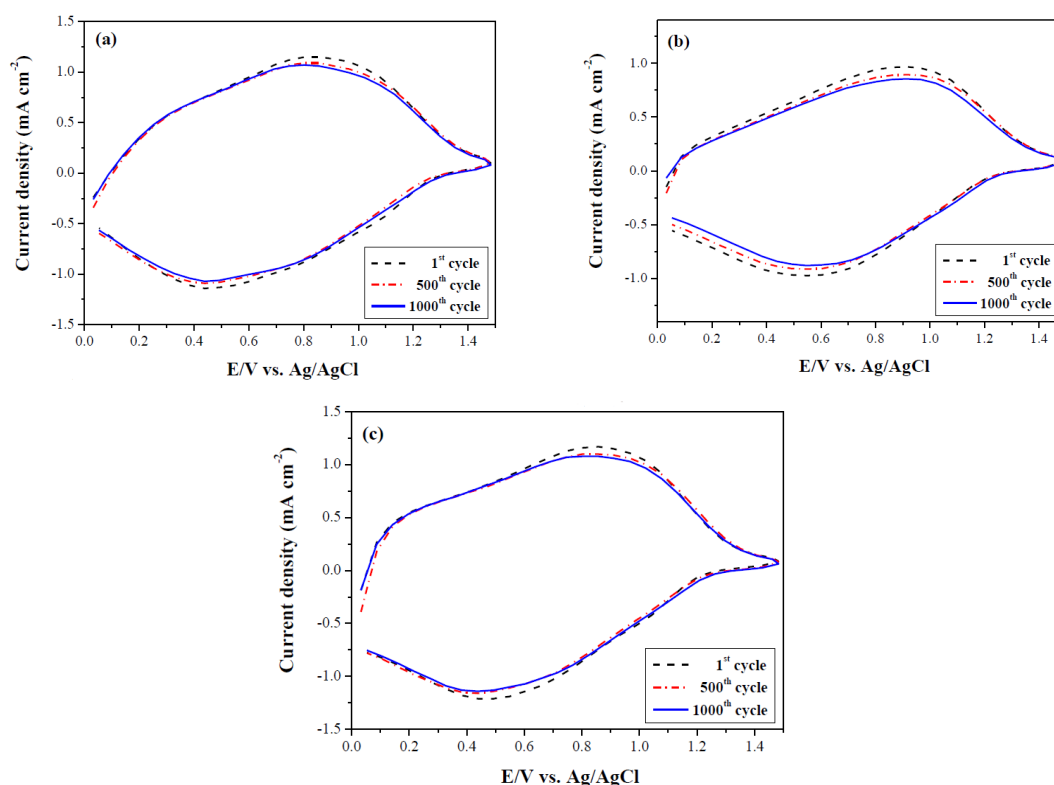 (a)
1.5
1.0
0.5
0.0
-0.5
-1.0
-1.5
Current density (mA cm⁻²)
1ˢᵗ cycle
500ᵗʰ cycle
1000ᵗʰ cycle
0.0 0.2 0.4 0.6 0.8 1.0 1.2 1.4
E/V vs. Ag/AgCl
(b)
1.0
0.5
0.0
-0.5
-1.0
Current density (mA cm⁻²)
1ˢᵗ cycle
500ᵗʰ cycle
1000ᵗʰ cycle
0.0 0.2 0.4 0.6 0.8 1.0 1.2 1.4
E/V vs. Ag/AgCl
(c)
1.5
1.0
0.5
0.0
-0.5
-1.0
-1.5
Current density (mA cm⁻²)
1ˢᵗ cycle
500ᵗʰ cycle
1000ᵗʰ cycle
0.0 0.2 0.4 0.6 0.8 1.0 1.2 1.4
E/V vs. Ag/AgCl